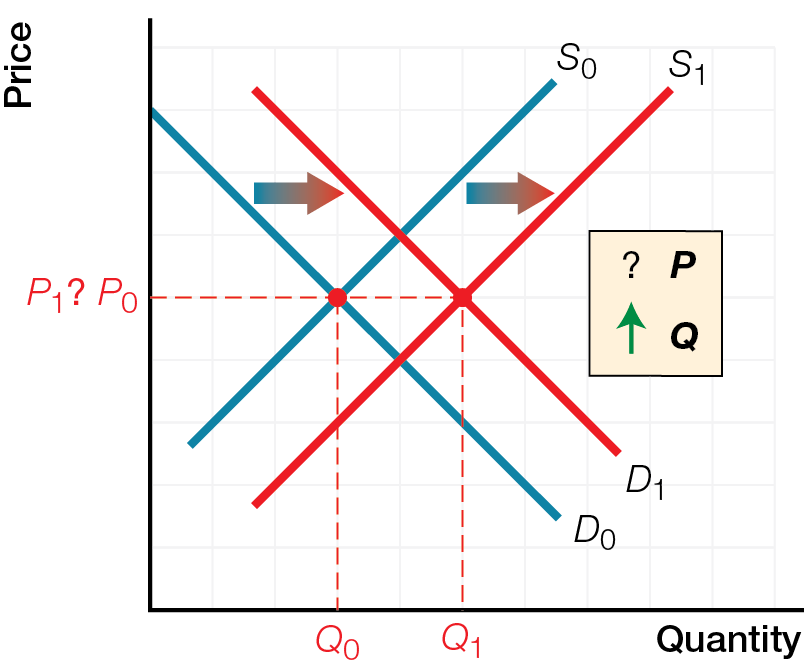 Price
S₀
S₁
? P
Q
P₁? P₀
D₁
D₀
Q₀
Q₁
Quantity